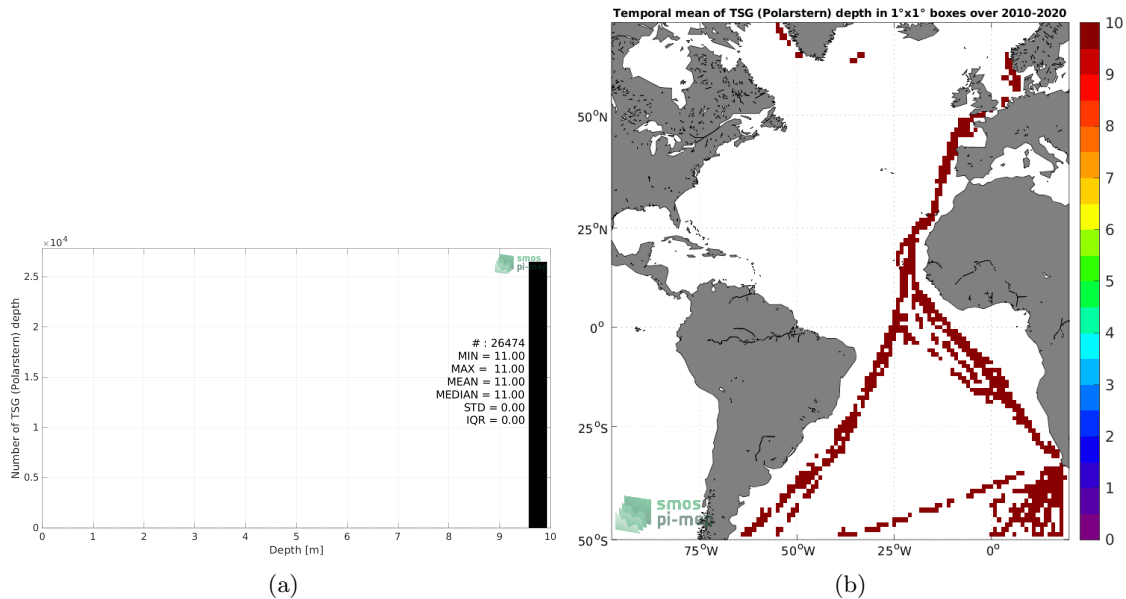 ×10⁴
2.5
2
1.5
1
0.5
0
Number of TSG (Polarstern) depth
smos
pi-mep
# : 26474
MIN = 11.00
MAX = 11.00
MEAN = 11.00
MEDIAN = 11.00
STD = 0.00
IQR = 0.00
0 1 2 3 4 5 6 7 8 9 10
Depth [m]
(a)
Temporal mean of TSG (Polarstern) depth in 1°x1° boxes over 2010-2020
50°N
25°N
0°
25°S
50°S
75°W 50°W 25°W 0°
smos
pi-mep
10
9
8
7
6
5
4
3
2
1
0
(b)